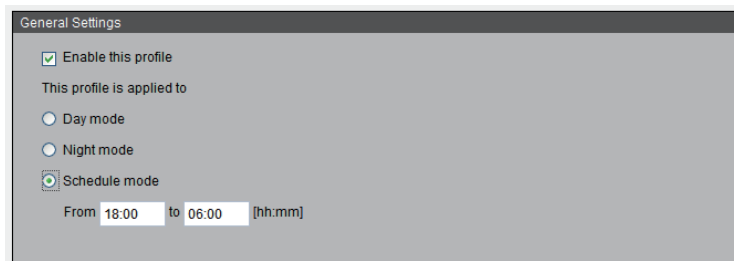 General Settings
Enable this profile
This profile is applied to
Day mode
Night mode
Schedule mode
From 18:00 to 06:00 [hh:mm]